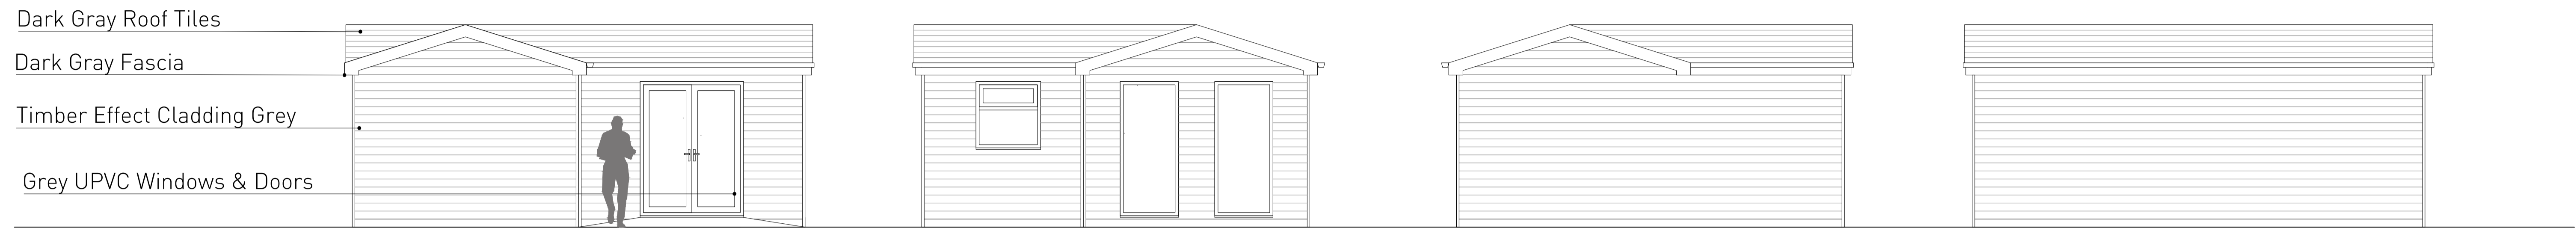 Dark Gray Roof Tiles
Dark Gray Fascia
Timber Effect Cladding Grey
Grey UPVC Windows & Doors